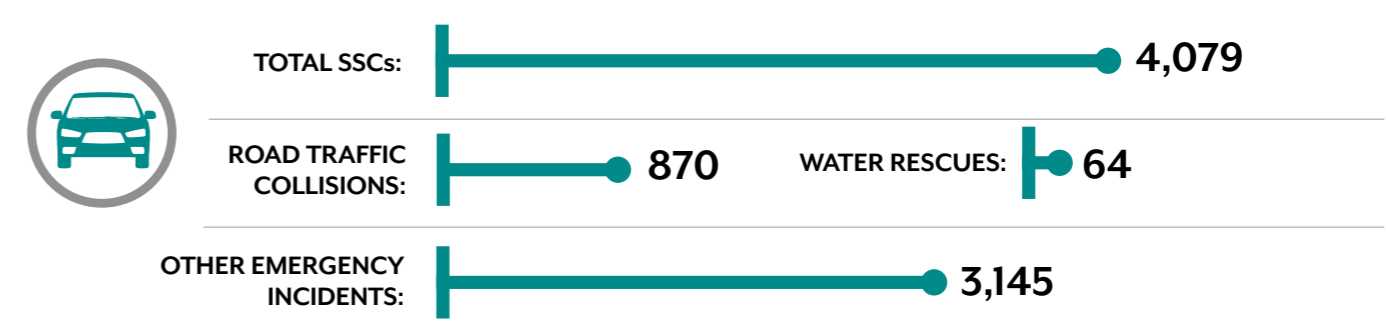 TOTAL SSCs:
4,079
ROAD TRAFFIC
COLLISIONS:
870
WATER RESCUES:
64
OTHER EMERGENCY
INCIDENTS:
3,145